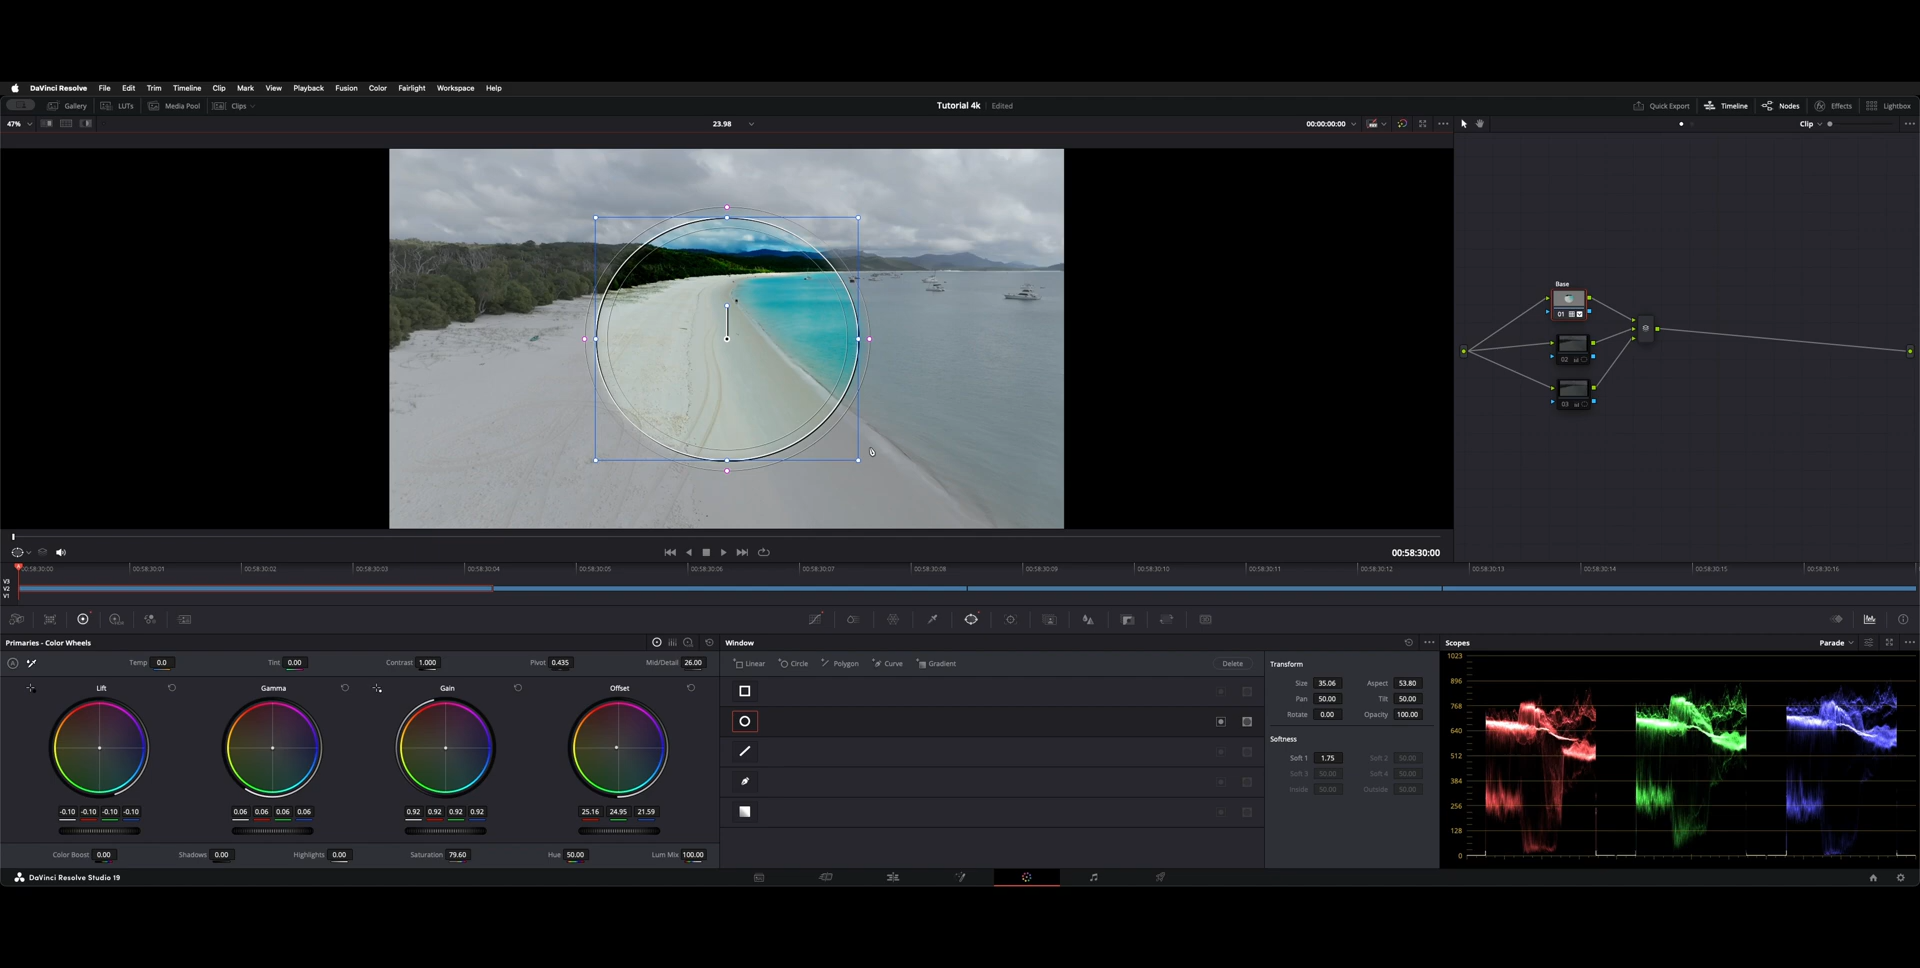 DaVinci Resolve File Edit Trim Timeline Clip Mark View Playback Fusion Color Fairlight Workspace Help
Gallery LUTs Media Pool Clips Tutorial 4k Edited Quick Export Timeline Nodes Effects Lightbox
47% 23.98 00:00:00:00 Clip
Base
01
02
03
00:58:30:00
00:58:30:00 00:58:30:01 00:58:30:02 00:58:30:03 00:58:30:04 00:58:30:05 00:58:30:06 00:58:30:07 00:58:30:08 00:58:30:09 00:58:30:10 00:58:30:11 00:58:30:12 00:58:30:13 00:58:30:14 00:58:30:15 00:58:30:16
V3
V2
V1
Primaries - Color Wheels
Temp 0.0 Tint 0.00 Contrast 1.000 Pivot 0.435 Mid/Detail 26.00
Lift Gamma Gain Offset
-0.10 -0.10 -0.10 -0.10 0.06 0.06 0.06 0.06 0.92 0.92 0.92 0.92 25.16 24.95 21.59
Color Boost 0.00 Shadows 0.00 Highlights 0.00 Saturation 79.60 Hue 50.00 Lum Mix 100.00
Window
Linear Circle Polygon Curve Gradient Delete
Transform
Size 35.06 Aspect 53.80
Pan 50.00 Tilt 50.00
Rotate 0.00 Opacity 100.00
Softness
Soft 1 1.75 Soft 2 50.00
Soft 3 50.00 Soft 4 50.00
Inside 50.00 Outside 50.00
Scopes Parade
1023
896
768
640
512
384
256
128
0
DaVinci Resolve Studio 19